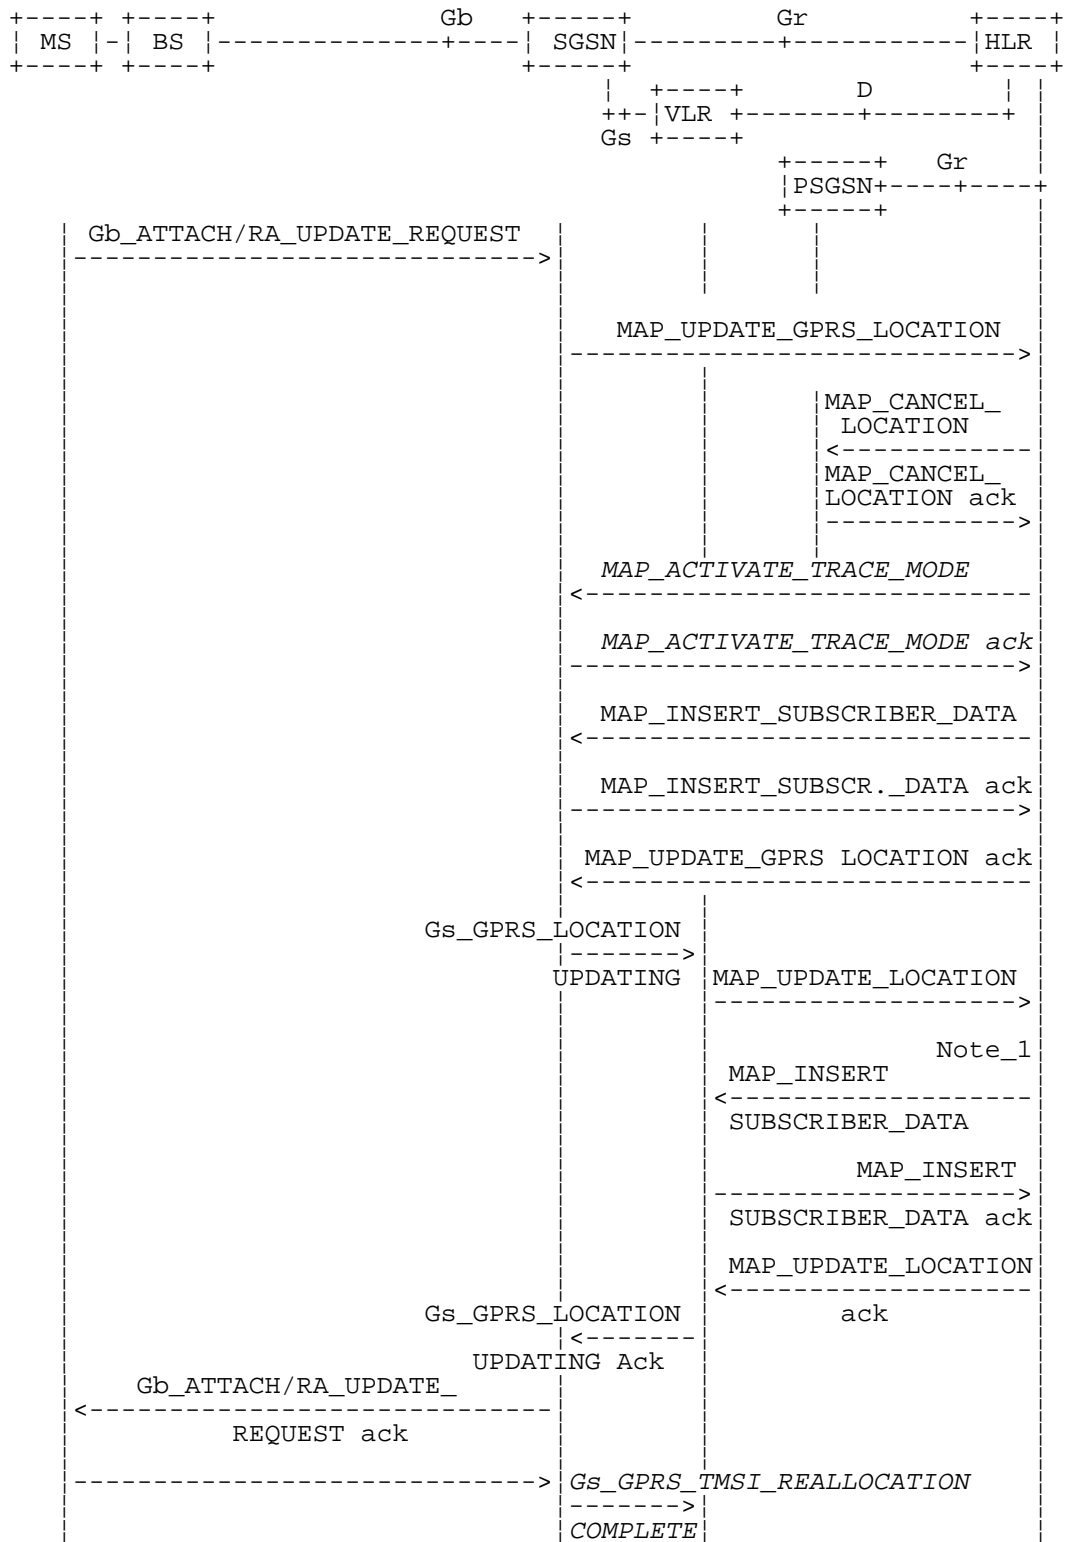 Gb Gr
MS BS SGSN HLR
D
VLR
Gs
Gr
PSGSN
Gb_ATTACH/RA_UPDATE_REQUEST
MAP_UPDATE_GPRS_LOCATION
MAP_CANCEL_
LOCATION
MAP_CANCEL_
LOCATION ack
MAP_ACTIVATE_TRACE_MODE
MAP_ACTIVATE_TRACE_MODE ack
MAP_INSERT_SUBSCRIBER_DATA
MAP_INSERT_SUBSCR._DATA ack
MAP_UPDATE_GPRS LOCATION ack
Gs_GPRS_LOCATION
UPDATING MAP_UPDATE_LOCATION
Note_1
MAP_INSERT
SUBSCRIBER_DATA
MAP_INSERT
SUBSCRIBER_DATA ack
MAP_UPDATE_LOCATION
Gs_GPRS_LOCATION ack
UPDATING Ack
Gb_ATTACH/RA_UPDATE_
REQUEST ack
Gs_GPRS_TMSI_REALLOCATION
COMPLETE